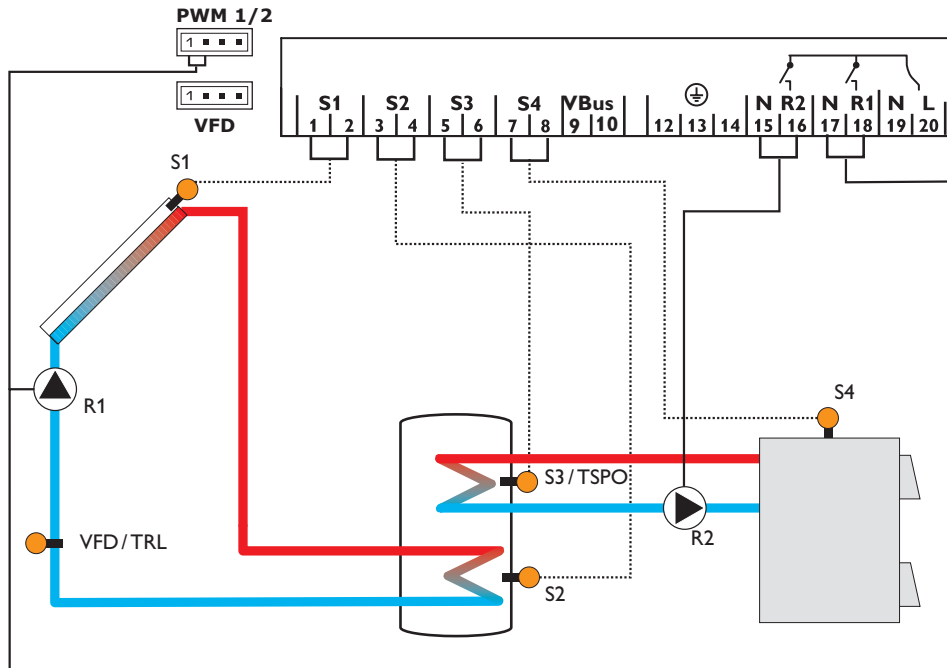 PWM 1/2
1
1
VFD
S1 S2 S3 S4 VBus N R2 N R1 N L
1 2 3 4 5 6 7 8 9 10 12 13 14 15 16 17 18 19 20
S1
R1
VFD / TRL
S3 / TSPO
S2
R2
S4